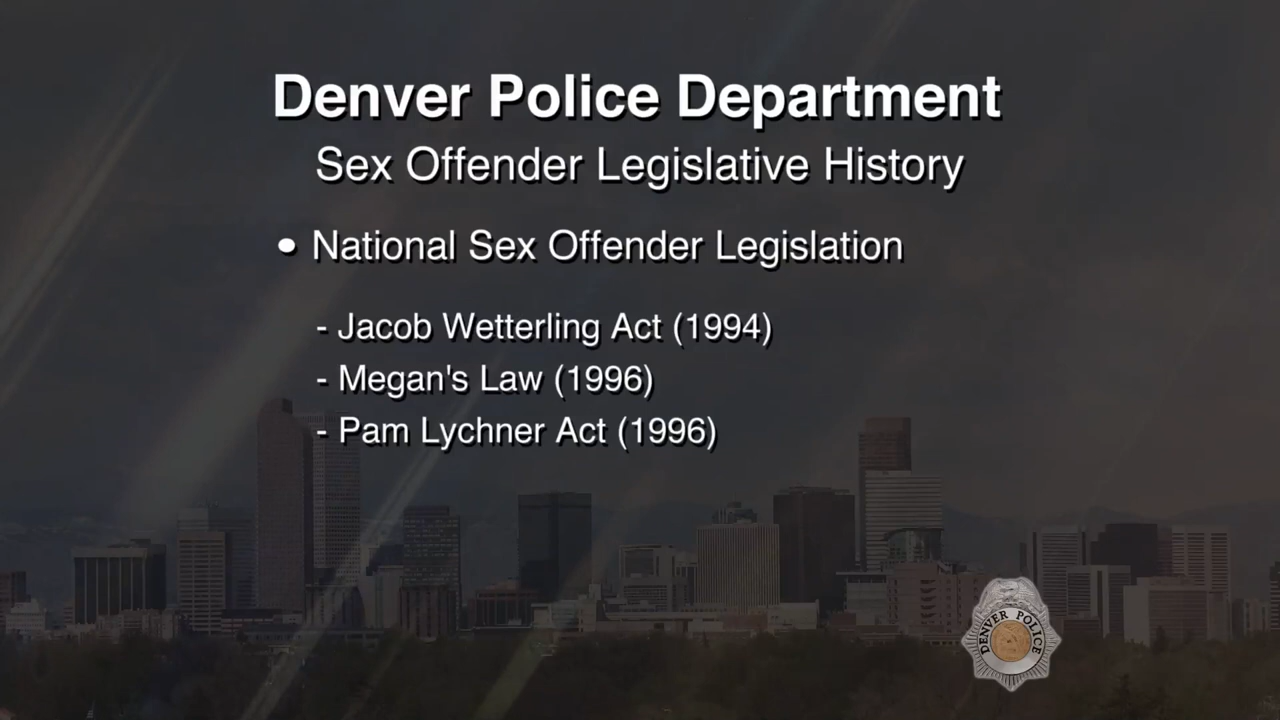 Denver Police Department
Sex Offender Legislative History
• National Sex Offender Legislation
- Jacob Wetterling Act (1994)
- Megan's Law (1996)
- Pam Lychner Act (1996)
DENVER POLICE